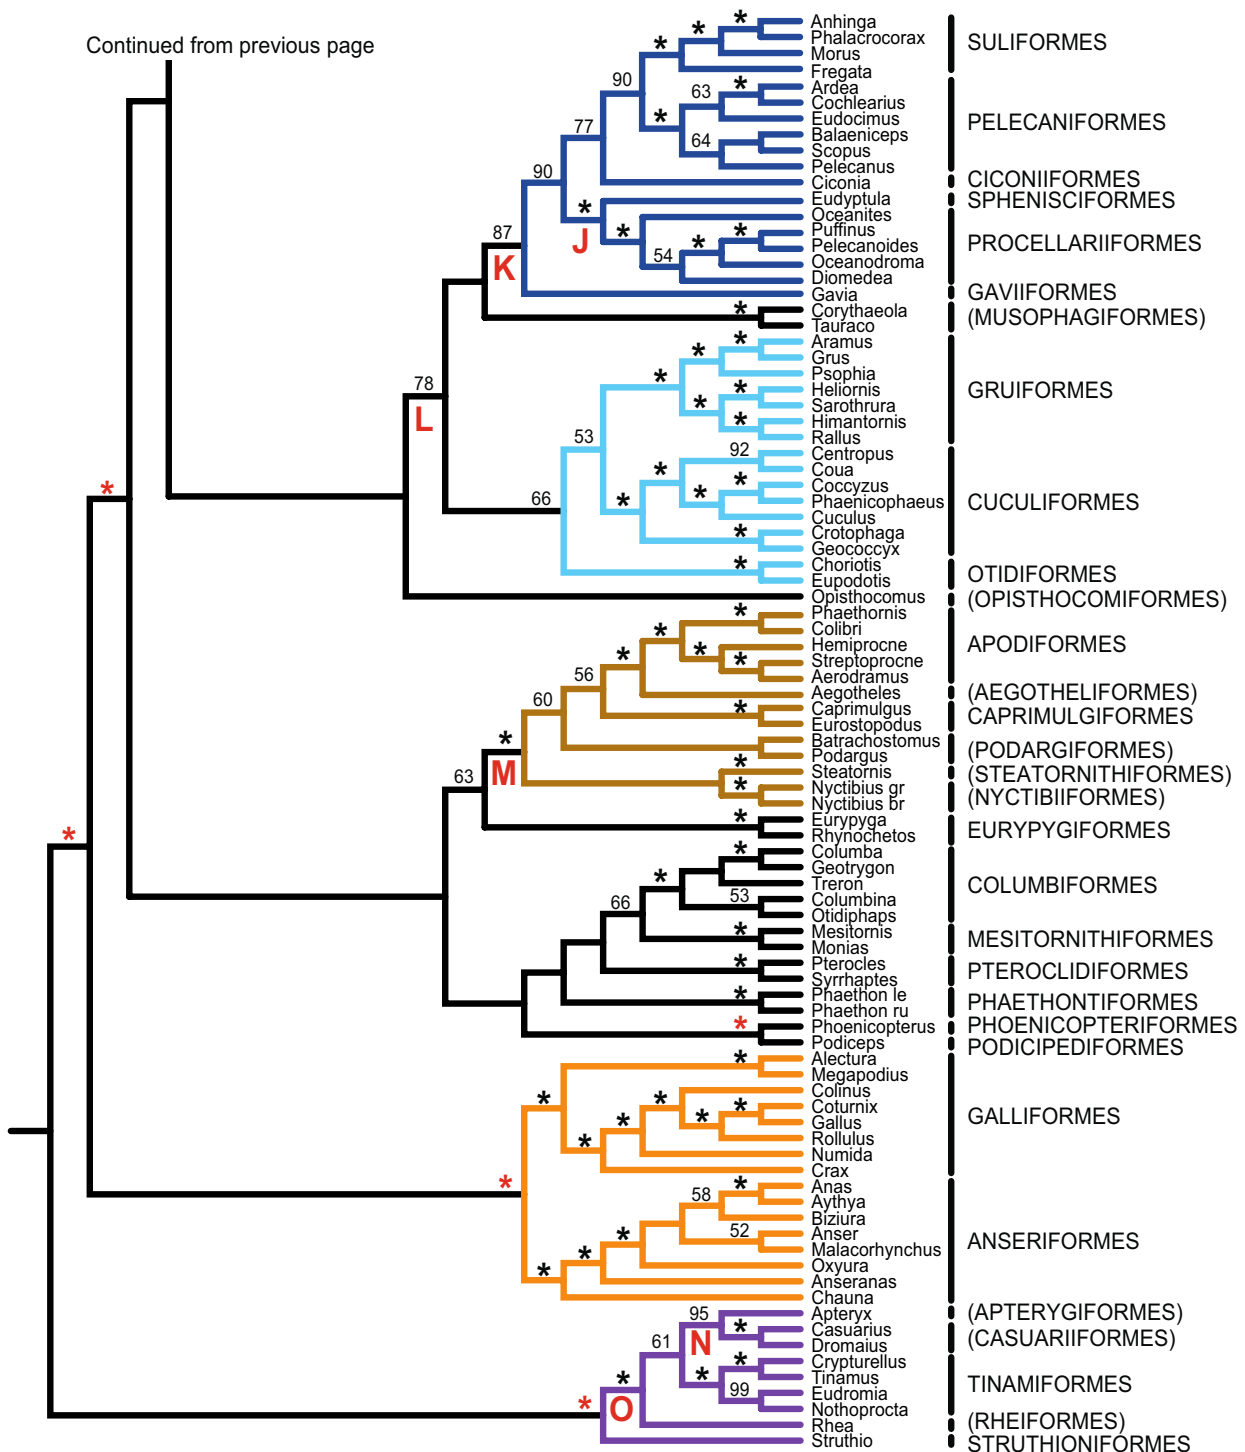 Continued from previous page
Anhinga
Phalacrocorax
Morus
Fregata
SULIFORMES
Ardea
Cochlearius
Eudocimus
Balaeniceps
Scopus
Pelecanus
PELECANIFORMES
Ciconia
CICONIIFORMES
Eudyptula
SPHENISCIFORMES
Oceanites
Puffinus
Pelecanoides
Oceanodroma
Diomedea
PROCELLARIIFORMES
Gavia
GAVIIFORMES
Corythaeola
Tauraco
(MUSOPHAGIFORMES)
Aramus
Grus
Psophia
Heliornis
Sarothrura
Himantornis
Rallus
GRUIFORMES
Centropus
Coua
Coccyzus
Phaenicophaeus
Cuculus
Crotophaga
Geococcyx
CUCULIFORMES
Choriotis
Eupodotis
OTIDIFORMES
Opisthocomus
(OPISTHOCOMIFORMES)
Phaethornis
Colibri
Hemiprocne
Streptoprocne
Aerodramus
APODIFORMES
Aegotheles
(AEGOTHELIFORMES)
Caprimulgus
Eurostopodus
CAPRIMULGIFORMES
Batrachostomus
Podargus
(PODARGIFORMES)
Steatornis
(STEATORNITHIFORMES)
Nyctibius gr
Nyctibius br
(NYCTIBIIFORMES)
Eurypyga
Rhynochetos
EURYPYGIFORMES
Columba
Geotrygon
Treron
Columbina
Otidiphaps
COLUMBIFORMES
Mesitornis
Monias
MESITORNITHIFORMES
Pterocles
Syrrhaptes
PTEROCLIDIFORMES
Phaethon le
Phaethon ru
PHAETHONTIFORMES
Phoenicopterus
PHOENICOPTERIFORMES
Podiceps
PODICIPEDIFORMES
Alectura
Megapodius
Colinus
Coturnix
Gallus
Rollulus
Numida
Crax
GALLIFORMES
Anas
Aythya
Biziura
Anser
Malacorhynchus
Oxyura
Anseranas
Chauna
ANSERIFORMES
Apteryx
(APTERYGIFORMES)
Casuarius
Dromaius
(CASUARIIFORMES)
Crypturellus
Tinamus
Eudromia
Nothoprocta
TINAMIFORMES
Rhea
(RHEIFORMES)
Struthio
STRUTHIONIFORMES
90
63
77
64
90
J
87
K
54
78
L
53
92
66
56
60
63
M
66
53
58
52
95
N
61
99
O